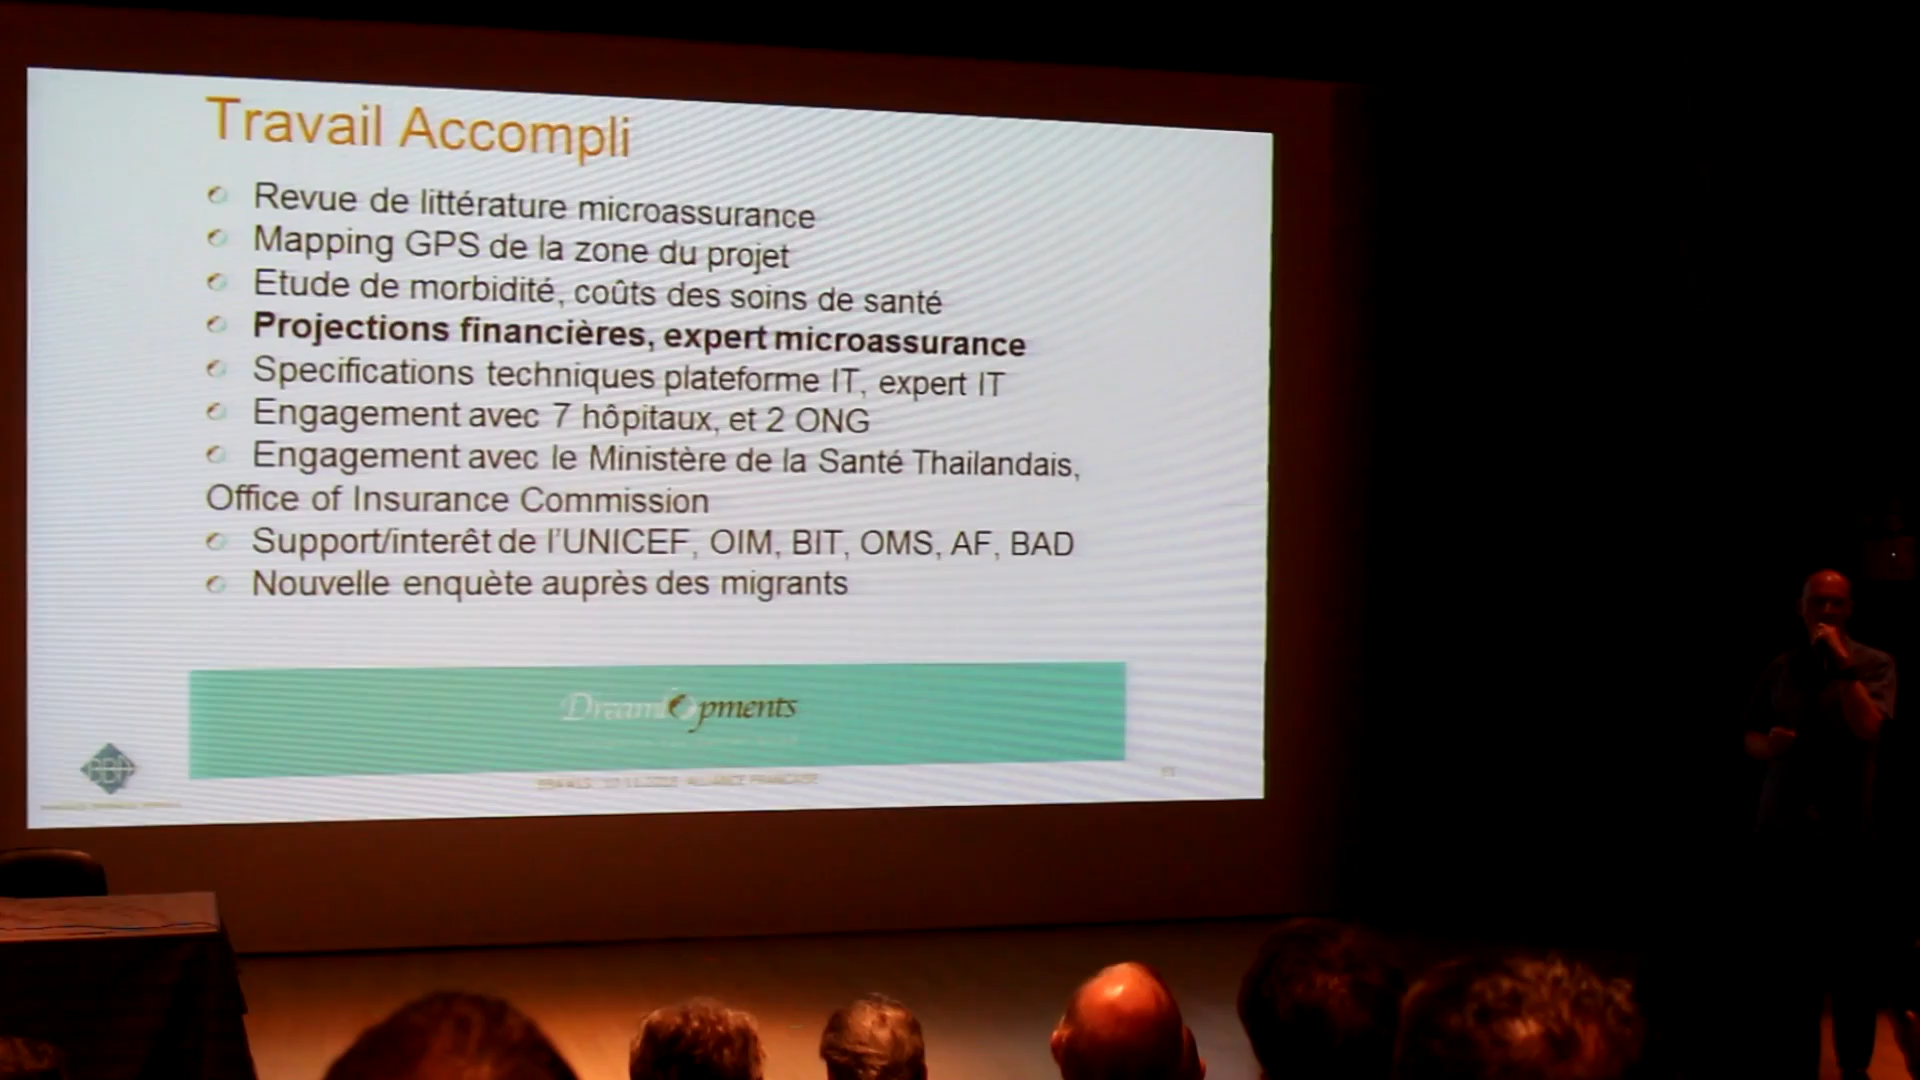 Travail Accompli
Revue de littérature microassurance
Mapping GPS de la zone du projet
Etude de morbidité, coûts des soins de santé
Projections financières, expert microassurance
Specifications techniques plateforme IT, expert IT
Engagement avec 7 hôpitaux, et 2 ONG
Engagement avec le Ministère de la Santé Thailandais,
Office of Insurance Commission
Support/interêt de l'UNICEF, OIM, BIT, OMS, AF, BAD
Nouvelle enquète auprès des migrants
DreamlOpments
ALLIANCE FRANCAISE